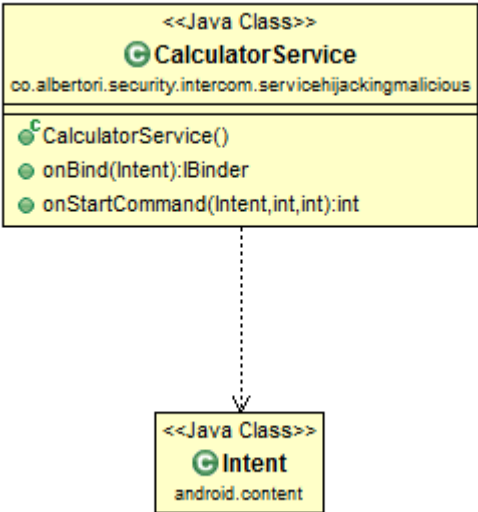 <<Java Class>>
CalculatorService
co.albertori.security.intercom.servicehijackingmalicious
CalculatorService()
onBind(Intent):IBinder
onStartCommand(Intent,int,int):int
<<Java Class>>
Intent
android.content